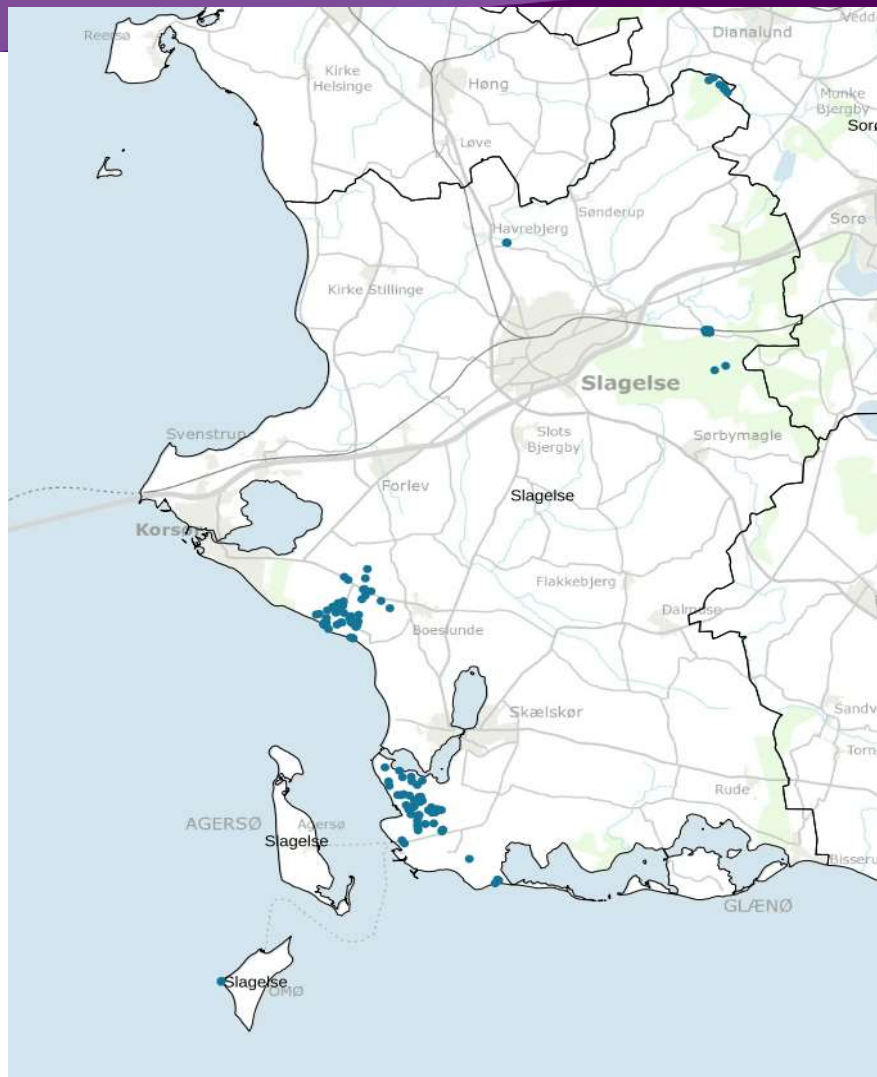 Reersø
Dianalund
Kirke
Helsinge
Høng
Munke
Bjergby
Sorø
Løve
Sønderup
Sorø
Havrebjerg
Kirke Stillinge
Slagelse
Svenstrup
Slots
Bjergby
Sørbymagle
Forlev
Slagelse
Korsør
Flakkebjerg
Dalmose
Boeslunde
Skælskør
Rude
AGERSØ
Agersø
Slagelse
GLÆNØ
Slagelse
OMØ